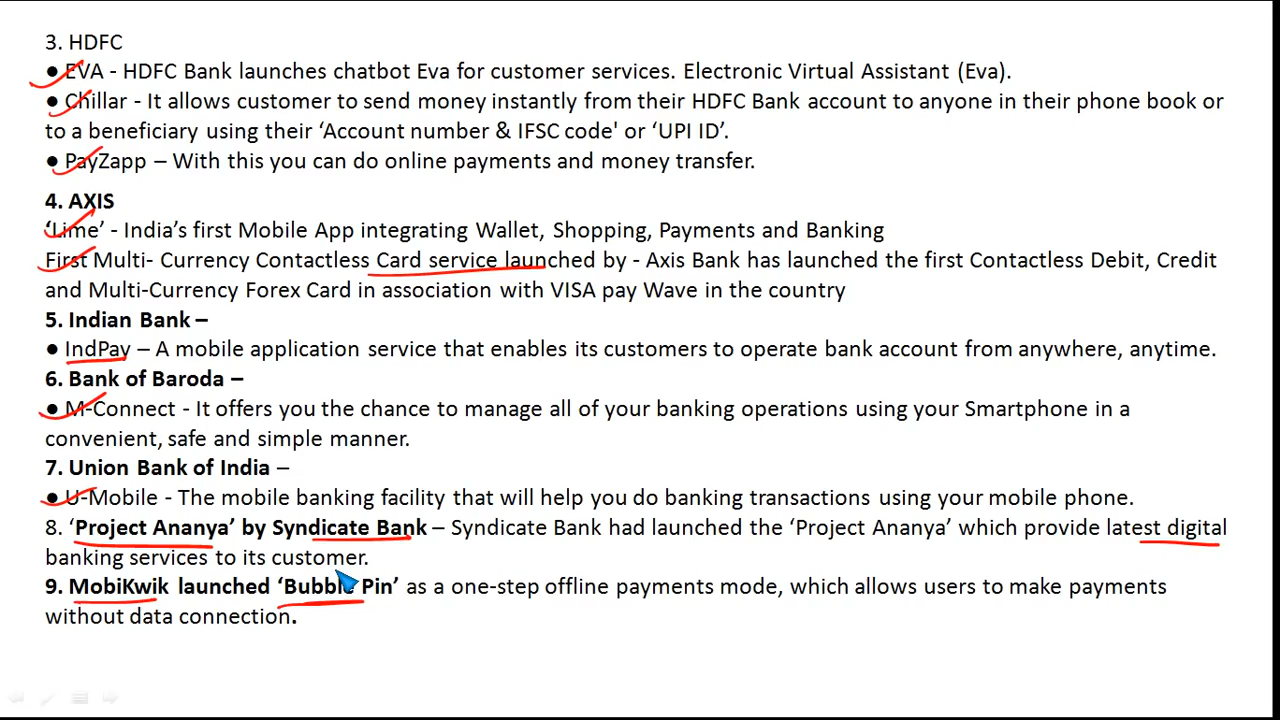 3. HDFC
● EVA - HDFC Bank launches chatbot Eva for customer services. Electronic Virtual Assistant (Eva).
● Chillar - It allows customer to send money instantly from their HDFC Bank account to anyone in their phone book or
to a beneficiary using their ‘Account number & IFSC code' or ‘UPI ID’.
● PayZapp – With this you can do online payments and money transfer.
4. AXIS
‘Lime’ - India’s first Mobile App integrating Wallet, Shopping, Payments and Banking
First Multi- Currency Contactless Card service launched by - Axis Bank has launched the first Contactless Debit, Credit
and Multi-Currency Forex Card in association with VISA pay Wave in the country
5. Indian Bank –
● IndPay – A mobile application service that enables its customers to operate bank account from anywhere, anytime.
6. Bank of Baroda –
● M-Connect - It offers you the chance to manage all of your banking operations using your Smartphone in a
convenient, safe and simple manner.
7. Union Bank of India –
● U-Mobile - The mobile banking facility that will help you do banking transactions using your mobile phone.
8. ‘Project Ananya’ by Syndicate Bank – Syndicate Bank had launched the ‘Project Ananya’ which provide latest digital
banking services to its customer.
9. MobiKwik launched ‘Bubble Pin’ as a one-step offline payments mode, which allows users to make payments
without data connection.